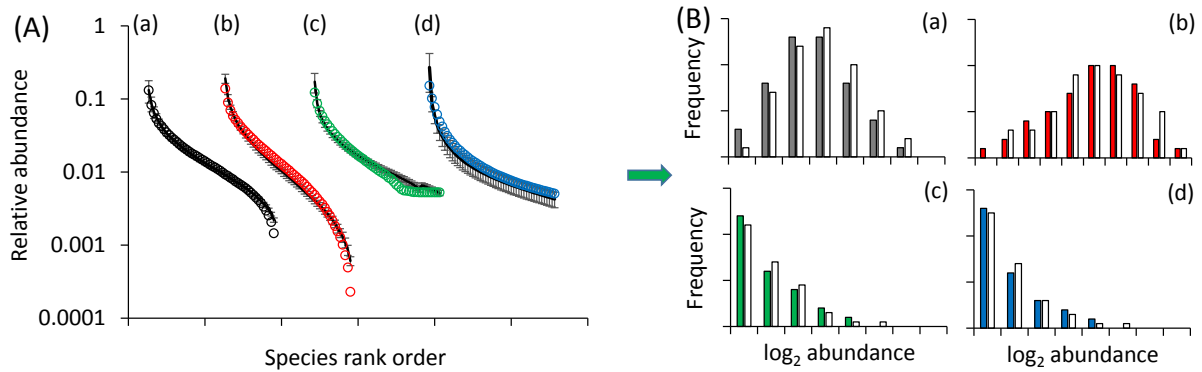 (A)
(a) (b) (c) (d)
1
0.1
0.01
0.001
0.0001
Relative abundance
Species rank order
(B)
(a)
(b)
Frequency
(c)
(d)
Frequency
log₂ abundance
log₂ abundance